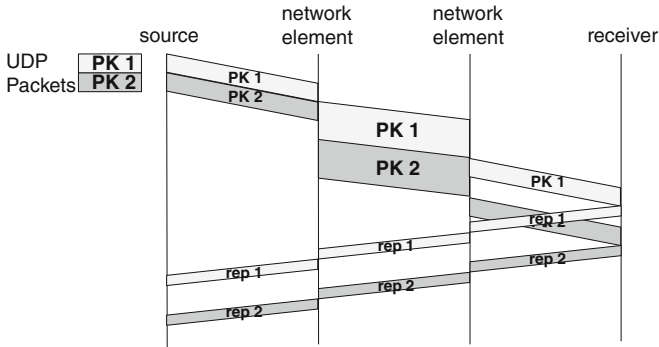 source
network
element
network
element
receiver
UDP
Packets
PK 1
PK 2
PK 1
PK 2
PK 1
PK 2
PK 1
rep 1
2
rep 1
rep 1
rep 2
rep 2
rep 2